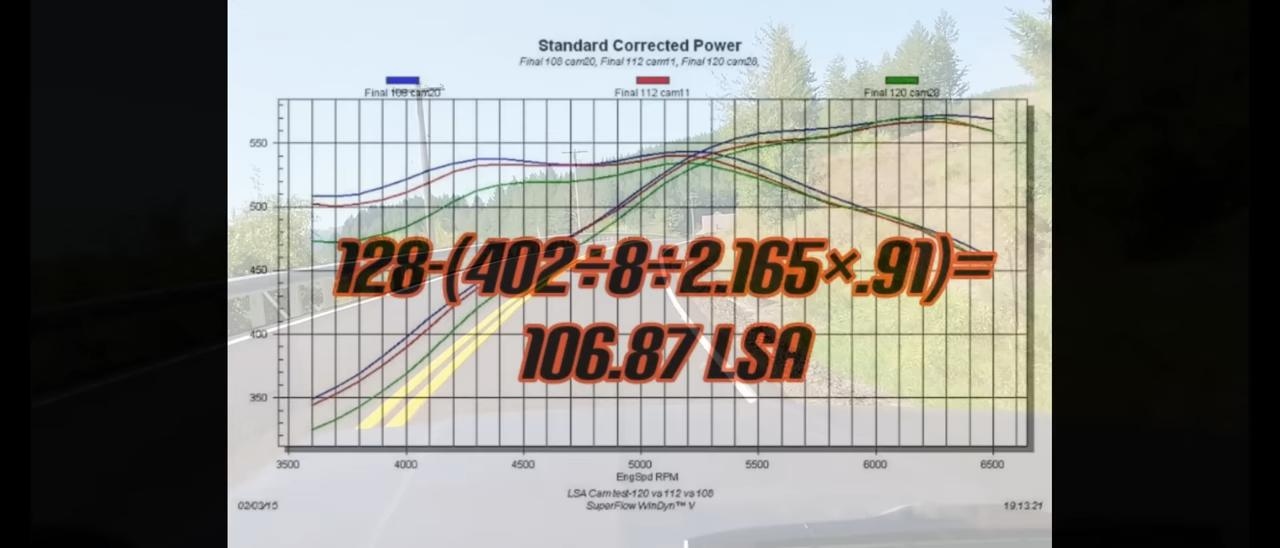 Standard Corrected Power
Final 108 cam20, Final 112 cam11, Final 120 cam28,
Final 108 cam20 Final 112 cam11 Final 120 cam28
550
500
450
400
350
128-(402÷8÷2.165×.91)=
106.87 LSA
3500 4000 4500 5000 5500 6000 6500
EngSpd RPM
LSA Cam test-120 vs 112 vs 108
02/03/15 SuperFlow WinDyn™ V 19:13:21